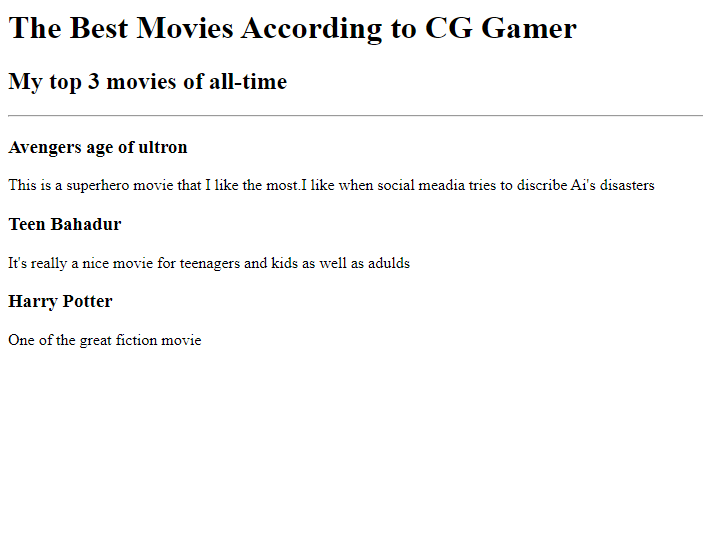 The Best Movies According to CG Gamer
My top 3 movies of all-time
Avengers age of ultron
This is a superhero movie that I like the most.I like when social meadia tries to discribe Ai's disasters
Teen Bahadur
It's really a nice movie for teenagers and kids as well as adulds
Harry Potter
One of the great fiction movie